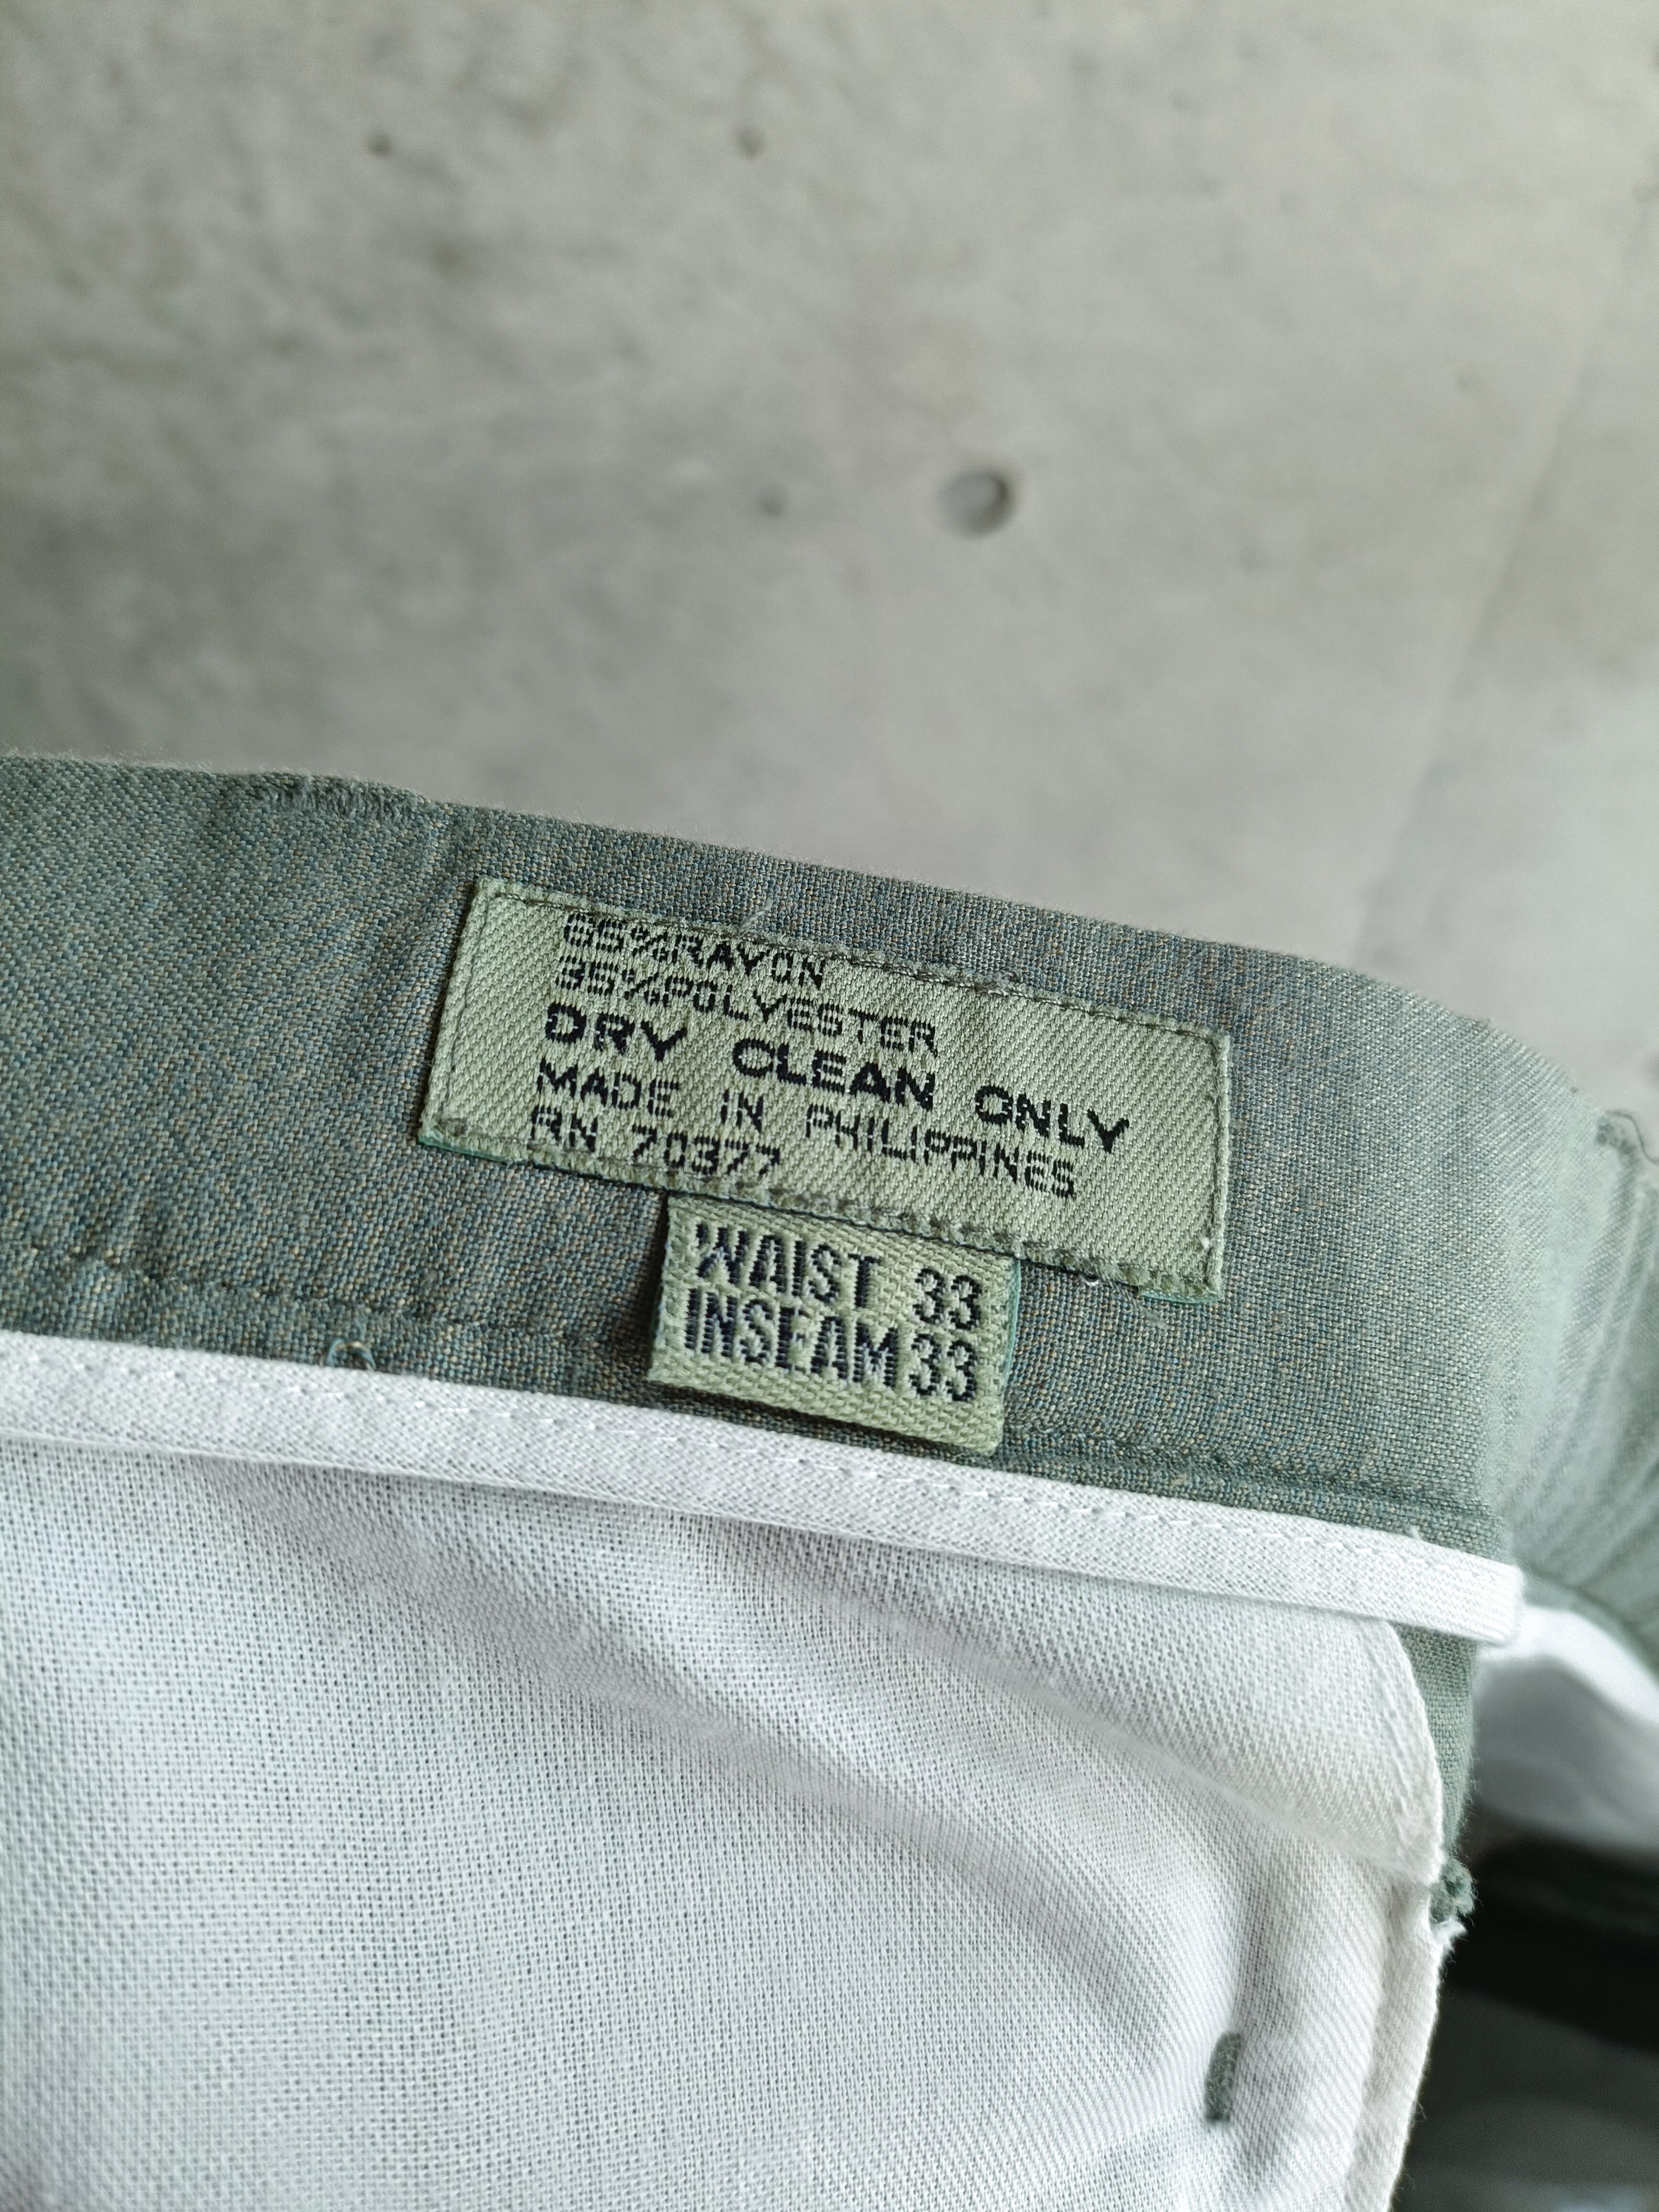 65%RAYON
35%POLYESTER
DRY CLEAN ONLY
MADE IN PHILIPPINES
RN 70377
WAIST 33
INSEAM 33